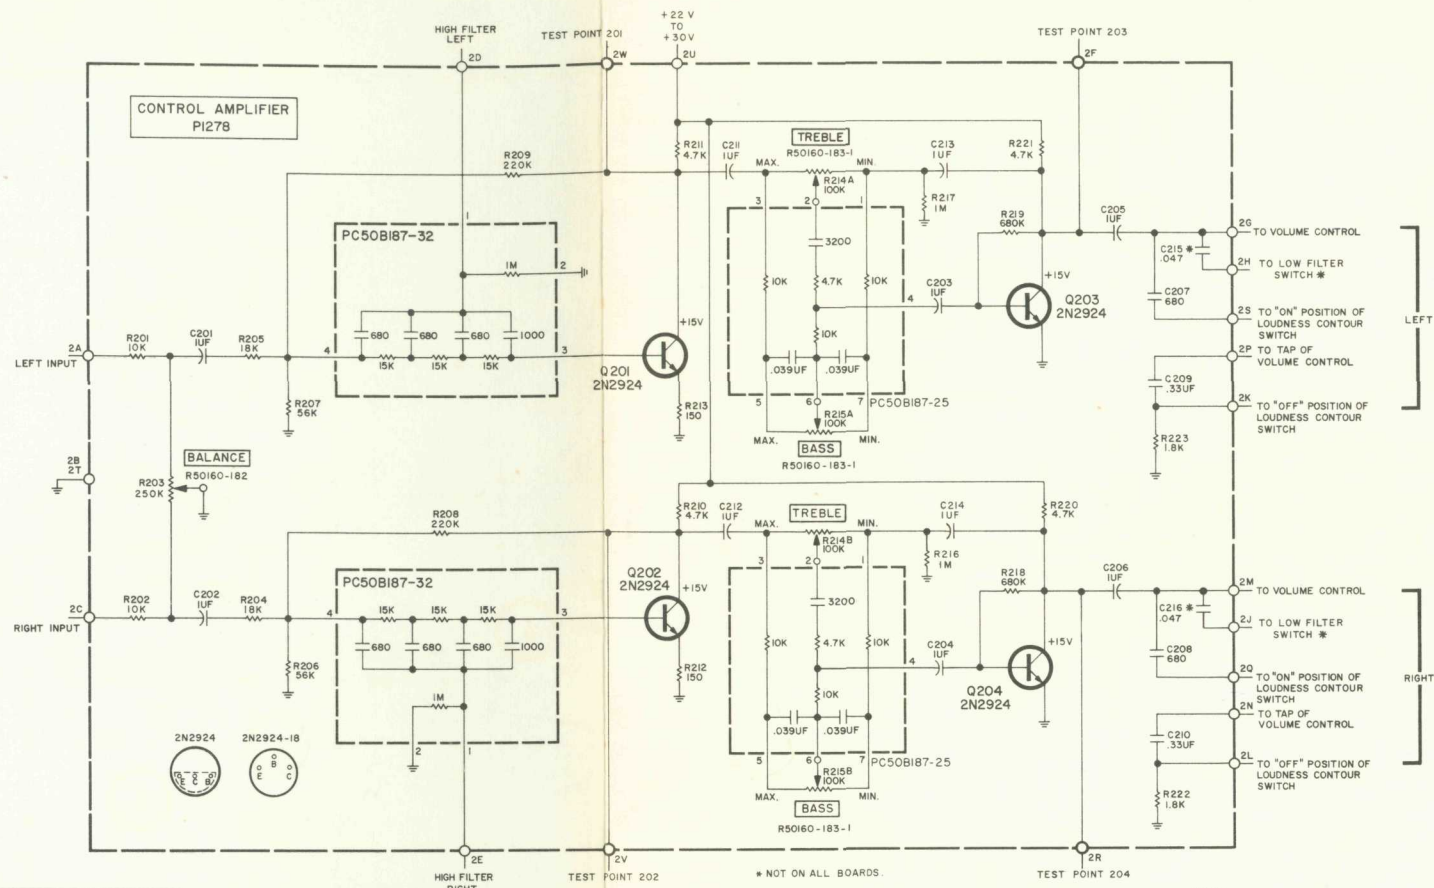 +22 V
TO
+30V
HIGH FILTER
LEFT
TEST POINT 201
TEST POINT 203
2D
2W
2U
2F
CONTROL AMPLIFIER
P1278
R209
220K
R211
4.7K
C211
1UF
TREBLE
R50160-183-1
C213
1UF
R221
4.7K
MAX.
MIN.
R214A
100K
R217
1M
3
2
1
R219
680K
C205
1UF
PC50B187-32
1
1M
2
3200
10K
4.7K
10K
4
C203
1UF
+15V
Q203
2N2924
2G
TO VOLUME CONTROL
C215 *
.047
2H
TO LOW FILTER
SWITCH *
C207
680
2S
TO "ON" POSITION OF
LOUDNESS CONTOUR
SWITCH
LEFT
680
680
680
1000
+15V
10K
2A
LEFT INPUT
R201
10K
C201
1UF
R205
18K
4
15K
15K
15K
3
Q201
2N2924
.039UF
.039UF
2P
TO TAP OF
VOLUME CONTROL
C209
.33UF
R207
56K
R213
150
5
6
7
PC50B187-25
R215A
100K
2K
TO "OFF" POSITION OF
LOUDNESS CONTOUR
SWITCH
MAX.
MIN.
BASS
R50160-183-1
R223
1.8K
2B
2T
BALANCE
R50160-182
R203
250K
R208
220K
R210
4.7K
C212
1UF
TREBLE
C214
1UF
R220
4.7K
MAX.
MIN.
R214B
100K
R216
1M
3
2
1
Q202
2N2924
R218
680K
C206
1UF
PC50B187-32
+15V
3200
2M
TO VOLUME CONTROL
2C
RIGHT INPUT
R202
10K
C202
1UF
R204
18K
4
15K
15K
15K
3
C216 *
.047
2J
TO LOW FILTER
SWITCH *
680
680
680
1000
10K
4.7K
10K
4
C204
1UF
+15V
C208
680
R206
56K
R212
150
Q204
2N2924
2Q
TO "ON" POSITION OF
LOUDNESS CONTOUR
SWITCH
RIGHT
1M
10K
2N
TO TAP OF
VOLUME CONTROL
2N2924
2N2924-18
.039UF
.039UF
C210
.33UF
2
1
E
C
B
B
E
C
5
6
7
PC50B187-25
R215B
100K
2L
TO "OFF" POSITION OF
LOUDNESS CONTOUR
SWITCH
MAX.
MIN.
BASS
R50160-183-1
R222
1.8K
2E
2V
2R
HIGH FILTER
RIGHT
TEST POINT 202
* NOT ON ALL BOARDS.
TEST POINT 204